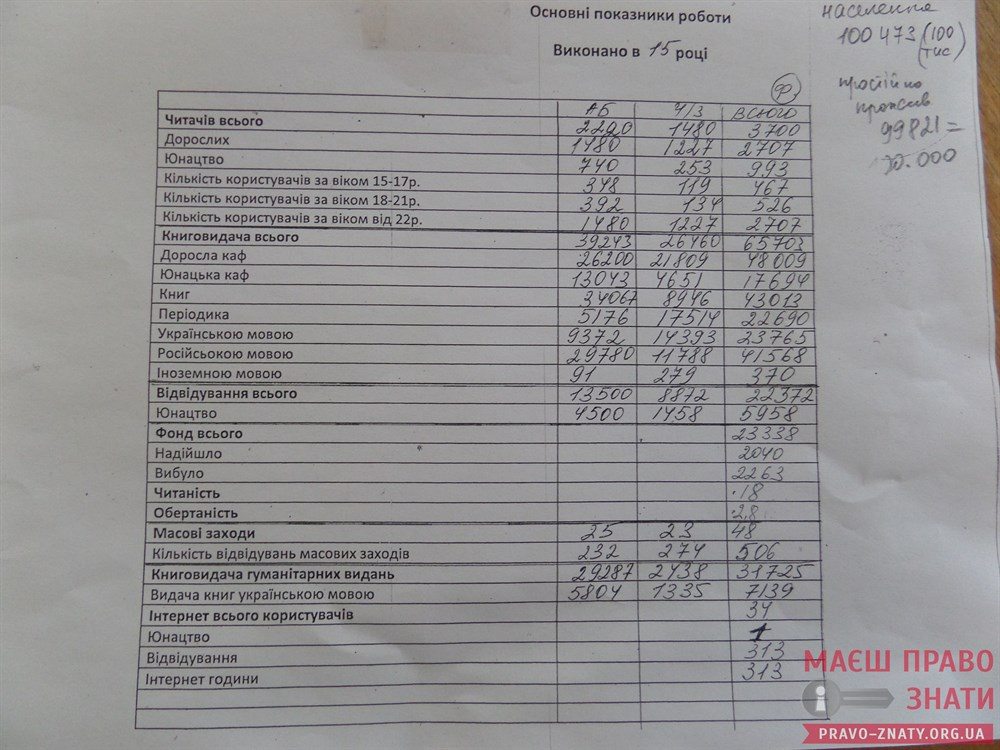 Основні показники роботи
Виконано в 15 році
населення
100 473 (100 тис)
постійно
прожив
99821 =
100.000
Ф
АБ Ч/З ВСЬОГО
Читачів всього 2220 1480 3700
Дорослих 1480 1227 2707
Юнацтво 740 253 993
Кількість користувачів за віком 15-17р. 348 119 467
Кількість користувачів за віком 18-21р. 392 134 526
Кількість користувачів за віком від 22р. 1480 1227 2707
Книговидача всього 39243 26460 65703
Доросла каф 26200 21809 48009
Юнацька каф 13043 4651 17694
Книг 34067 8946 43013
Періодика 5176 17514 22690
Українською мовою 9372 14393 23765
Російською мовою 29780 11788 41568
Іноземною мовою 91 279 370
Відвідування всього 13500 8872 22372
Юнацтво 4500 1458 5958
Фонд всього 23338
Надійшло 2040
Вибуло 2263
Читаність 18
Обертаність 2,8
Масові заходи 25 23 48
Кількість відвідувань масових заходів 232 274 506
Книговидача гуманітарних видань 29287 2438 31725
Видача книг українською мовою 5804 1335 7139
Інтернет всього користувачів 34
Юнацтво 1
Відвідування 313
Інтернет години 313
МАЄШ ПРАВО
ЗНАТИ
PRAVO-ZNATY.ORG.UA